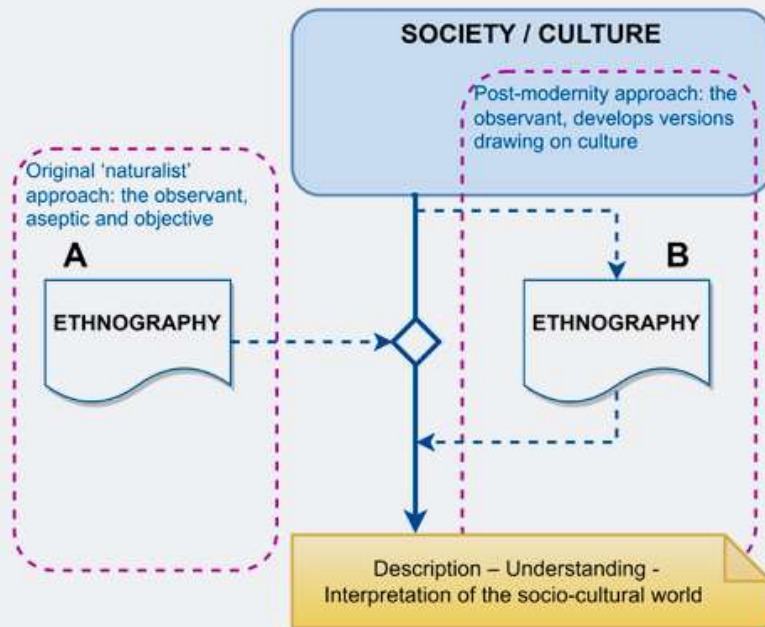 SOCIETY / CULTURE
Post-modernity approach: the
observant, develops versions
drawing on culture
Original 'naturalist'
approach: the observant,
aseptic and objective
A
B
ETHNOGRAPHY
ETHNOGRAPHY
Description – Understanding -
Interpretation of the socio-cultural world